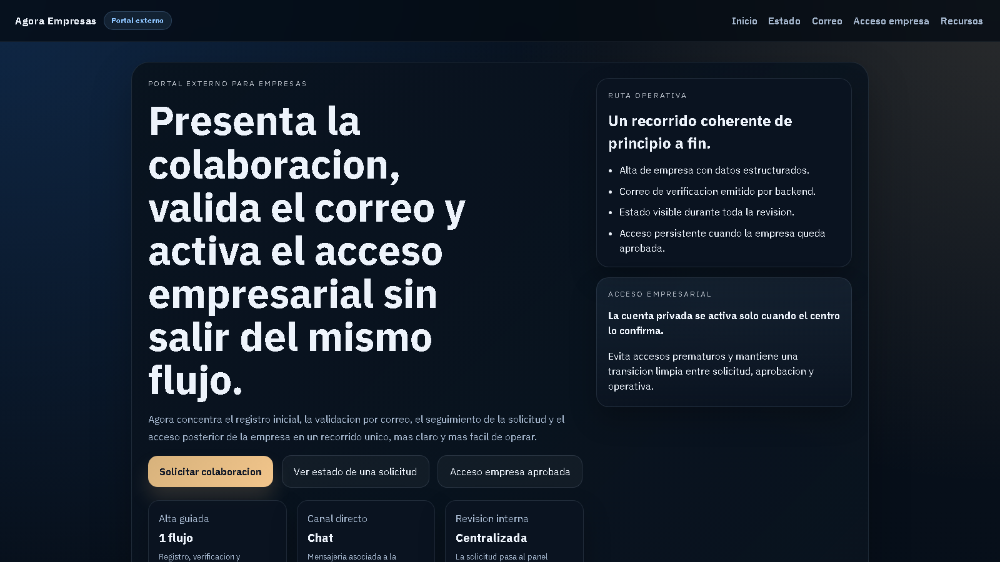 Agora Empresas
Portal externo
Inicio
Estado
Correo
Acceso empresa
Recursos
PORTAL EXTERNO PARA EMPRESAS
Presenta la
colaboracion,
valida el correo y
activa el acceso
empresarial sin
salir del mismo
flujo.
Agora concentra el registro inicial, la validacion por correo, el seguimiento de la solicitud y el
acceso posterior de la empresa en un recorrido unico, mas claro y mas facil de operar.
Solicitar colaboracion
Ver estado de una solicitud
Acceso empresa aprobada
Alta guiada
1 flujo
Registro, verificacion y
Canal directo
Chat
Mensajeria asociada a la
Revision interna
Centralizada
La solicitud pasa al panel
RUTA OPERATIVA
Un recorrido coherente de
principio a fin.
• Alta de empresa con datos estructurados.
• Correo de verificacion emitido por backend.
• Estado visible durante toda la revision.
• Acceso persistente cuando la empresa queda
aprobada.
ACCESO EMPRESARIAL
La cuenta privada se activa solo cuando el centro
lo confirma.
Evita accesos prematuros y mantiene una
transicion limpia entre solicitud, aprobacion y
operativa.